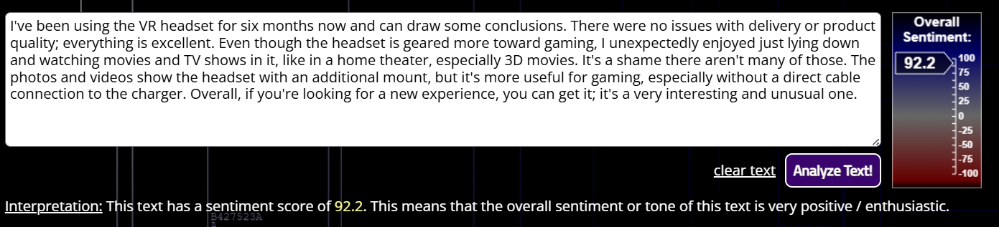 I've been using the VR headset for six months now and can draw some conclusions. There were no issues with delivery or product
quality; everything is excellent. Even though the headset is geared more toward gaming, I unexpectedly enjoyed just lying down
and watching movies and TV shows in it, like in a home theater, especially 3D movies. It's a shame there aren't many of those. The
photos and videos show the headset with an additional mount, but it's more useful for gaming, especially without a direct cable
connection to the charger. Overall, if you're looking for a new experience, you can get it; it's a very interesting and unusual one.
Overall
Sentiment:
92.2
100
75
50
25
0
-25
-50
-75
-100
clear text
Analyze Text!
Interpretation: This text has a sentiment score of 92.2. This means that the overall sentiment or tone of this text is very positive / enthusiastic.
B427523A
A